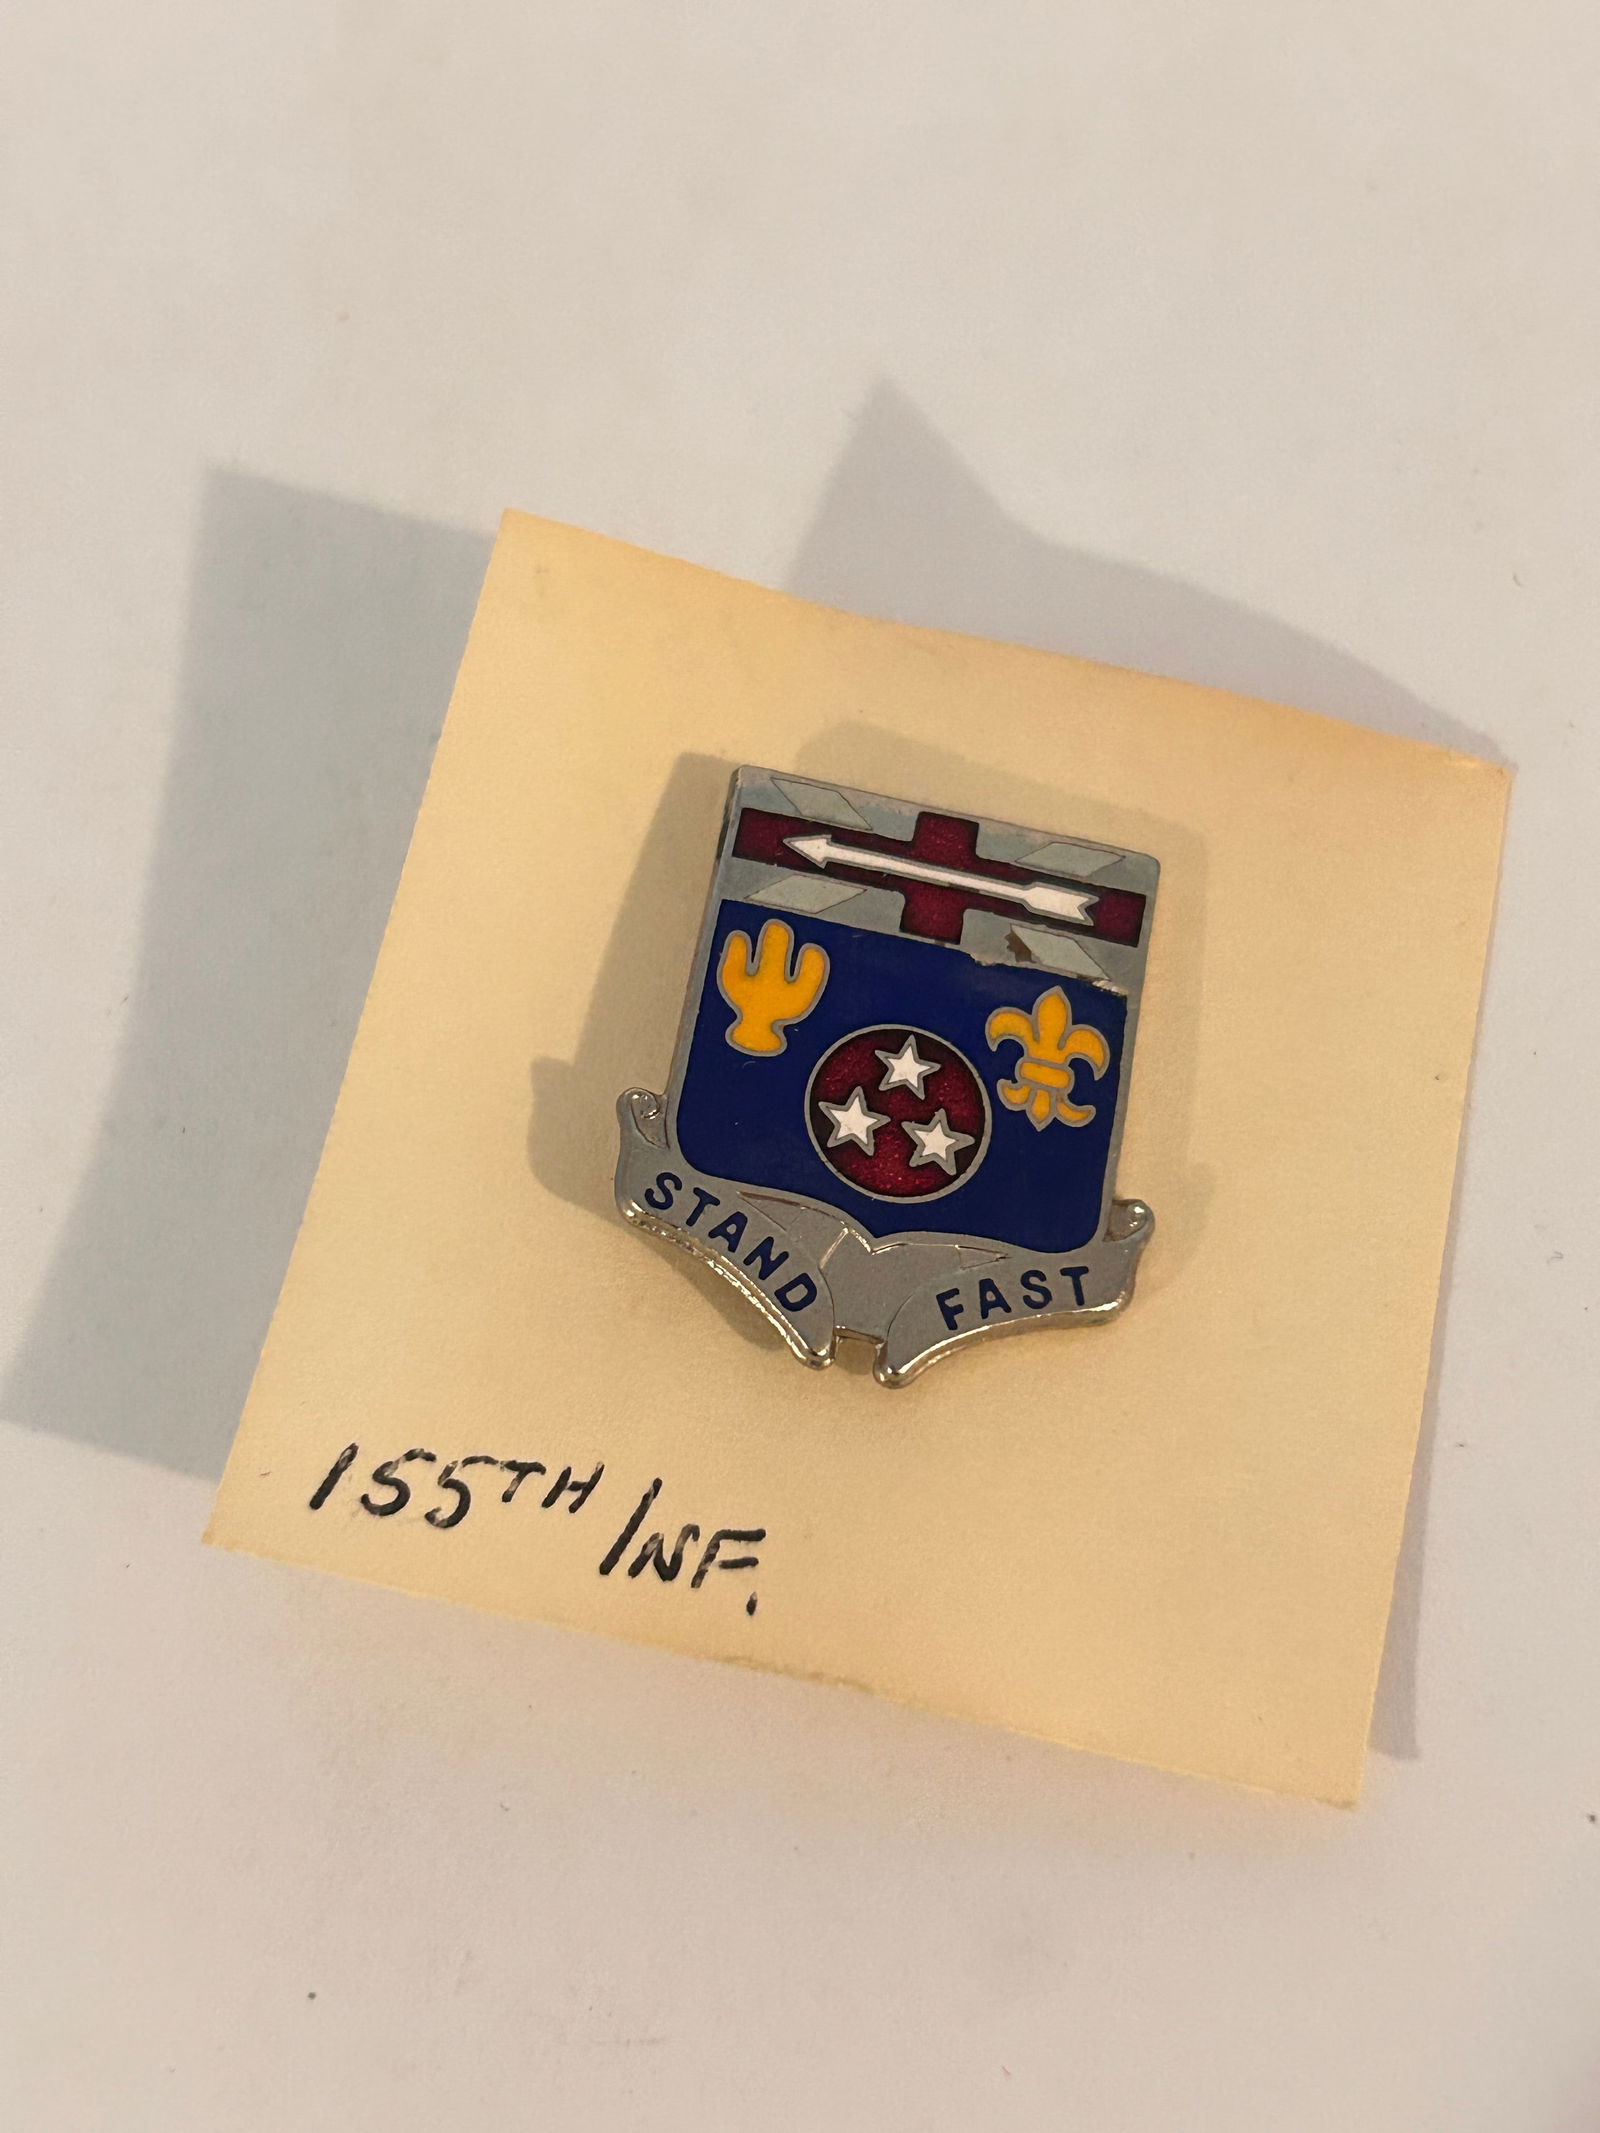 STAND FAST
155TH INF.